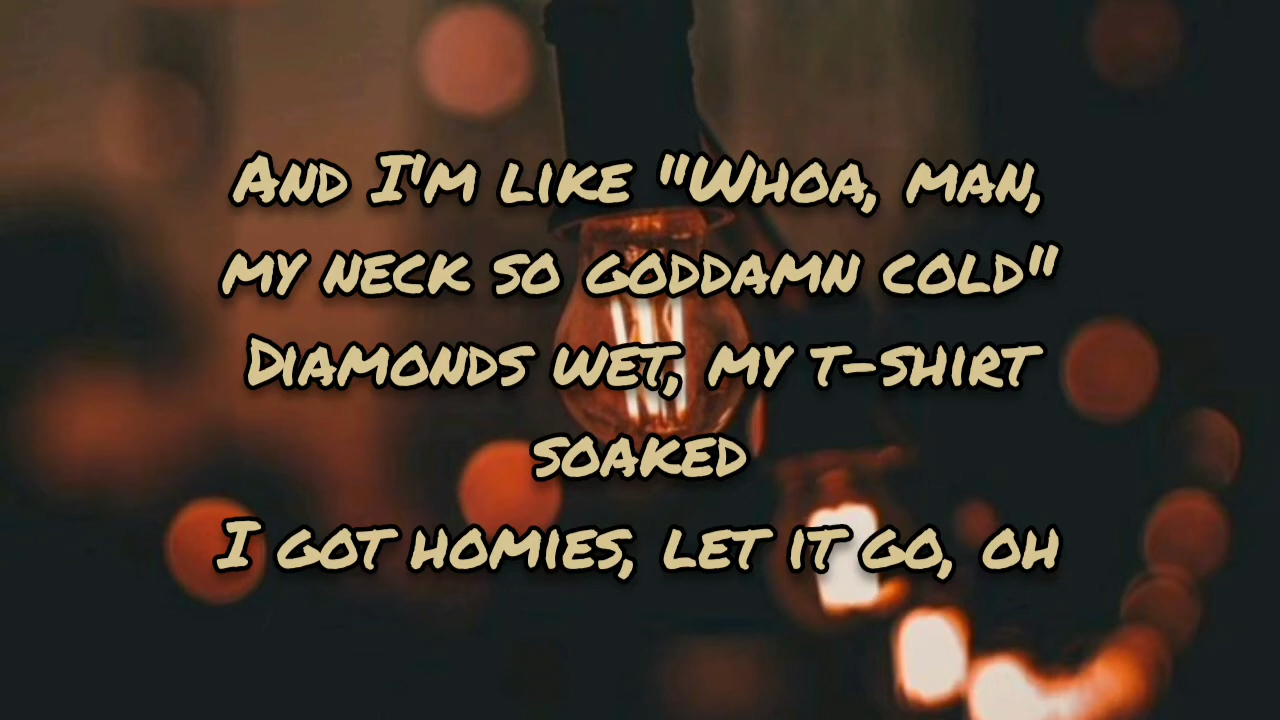 And I'm like "Whoa, man,
my neck so goddamn cold"
Diamonds wet, my t-shirt
soaked
I got homies, let it go, oh